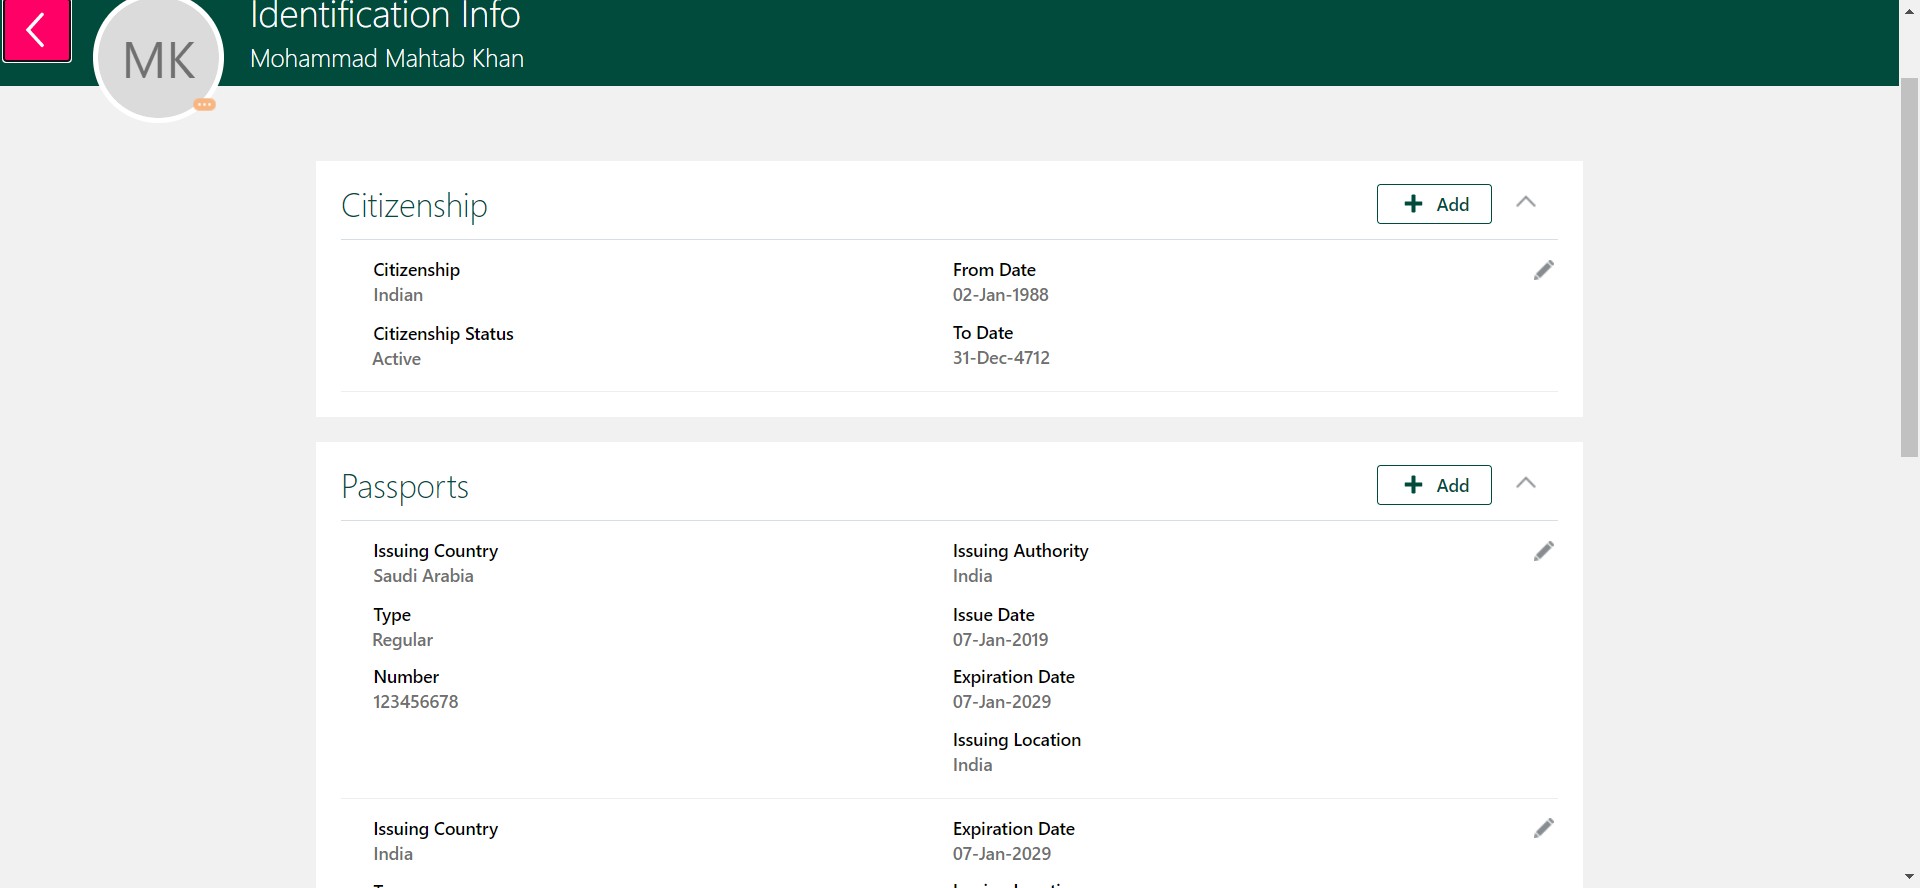 Identification Info
MK
Mohammad Mahtab Khan
Citizenship
Add
Citizenship
Indian
From Date
02-Jan-1988
Citizenship Status
Active
To Date
31-Dec-4712
Passports
Add
Issuing Country
Saudi Arabia
Issuing Authority
India
Type
Regular
Issue Date
07-Jan-2019
Number
123456678
Expiration Date
07-Jan-2029
Issuing Location
India
Issuing Country
India
Expiration Date
07-Jan-2029